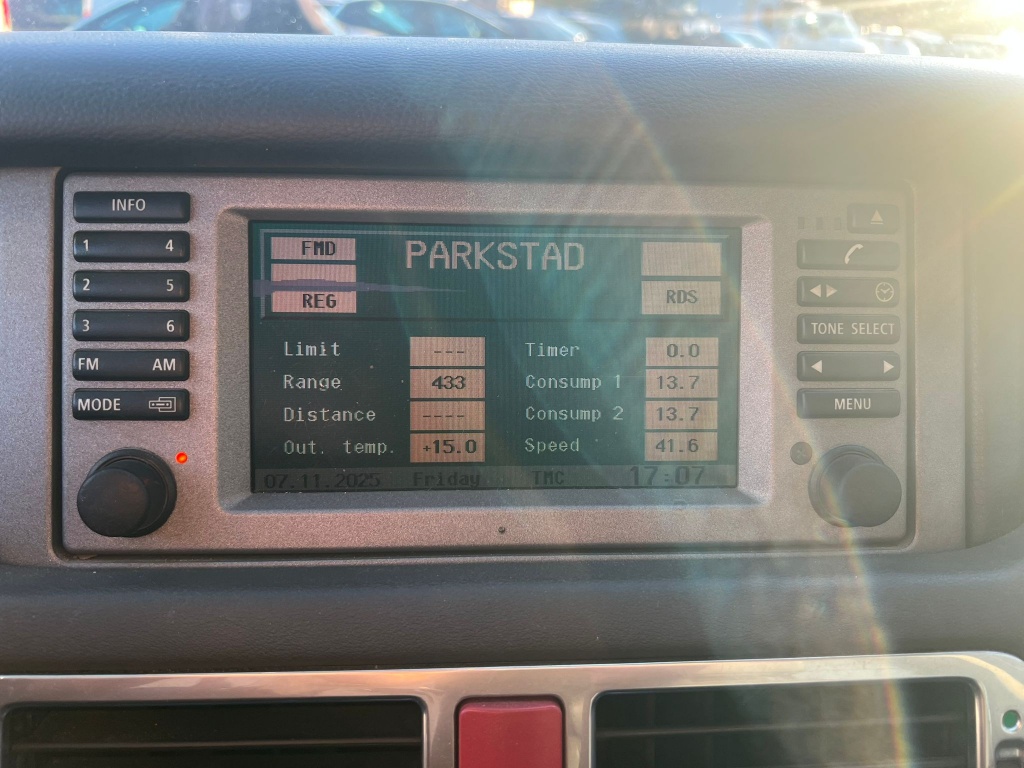 INFO
1 4
2 5
3 6
FM AM
MODE
FMD
PARKSTAD
REG
RDS
Limit ---
Range 433
Distance ----
Out. temp. +15.0
Timer 0.0
Consump 1 13.7
Consump 2 13.7
Speed 41.6
07.11.2025 Friday TMC 17:07
TONE SELECT
MENU